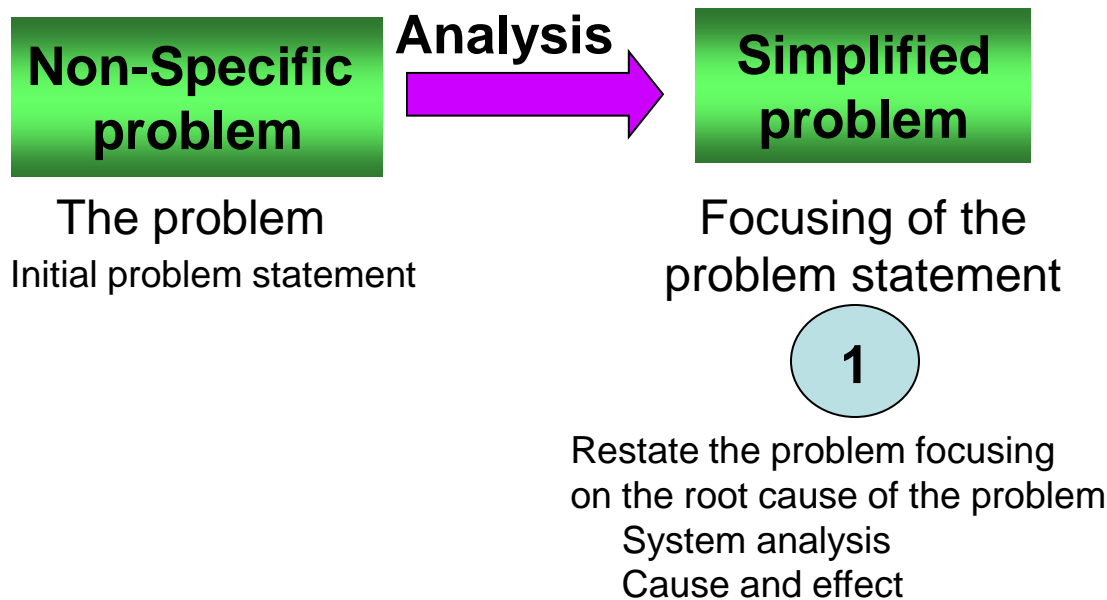 Non-Specific
problem
Analysis
Simplified
problem
The problem
Initial problem statement
Focusing of the
problem statement
1
Restate the problem focusing
on the root cause of the problem
System analysis
Cause and effect